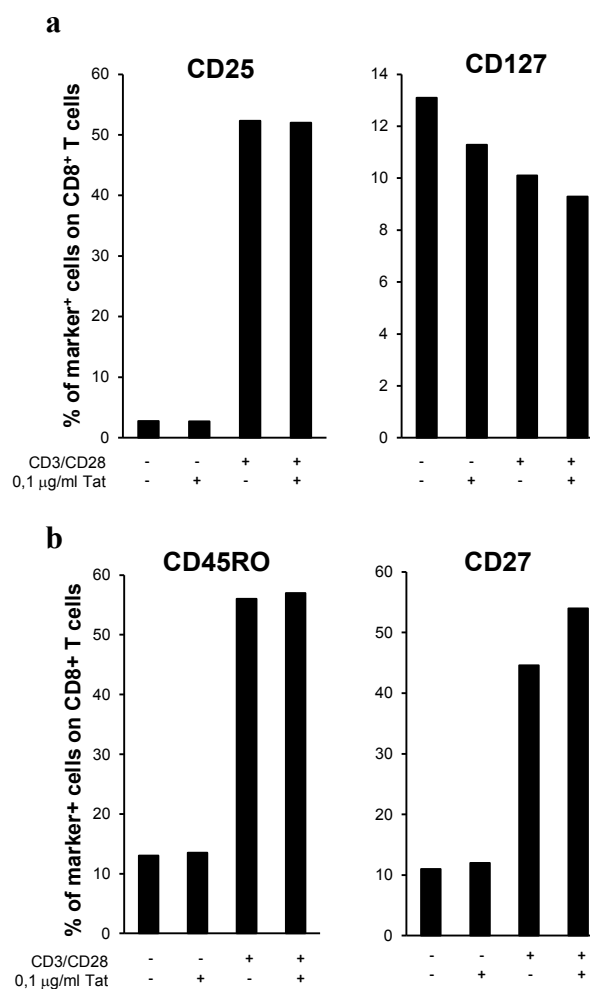 a
CD25
CD127
% of marker⁺ cells on CD8⁺ T cells
60
50
40
30
20
10
0
14
12
10
8
6
4
2
0
CD3/CD28 - - + + - - + +
0,1 µg/ml Tat - + - + - + - +
b
CD45RO
CD27
% of marker+ cells on CD8+ T cells
60
50
40
30
20
10
0
60
50
40
30
20
10
0
CD3/CD28 - - + + - - + +
0,1 µg/ml Tat - + - + - + - +